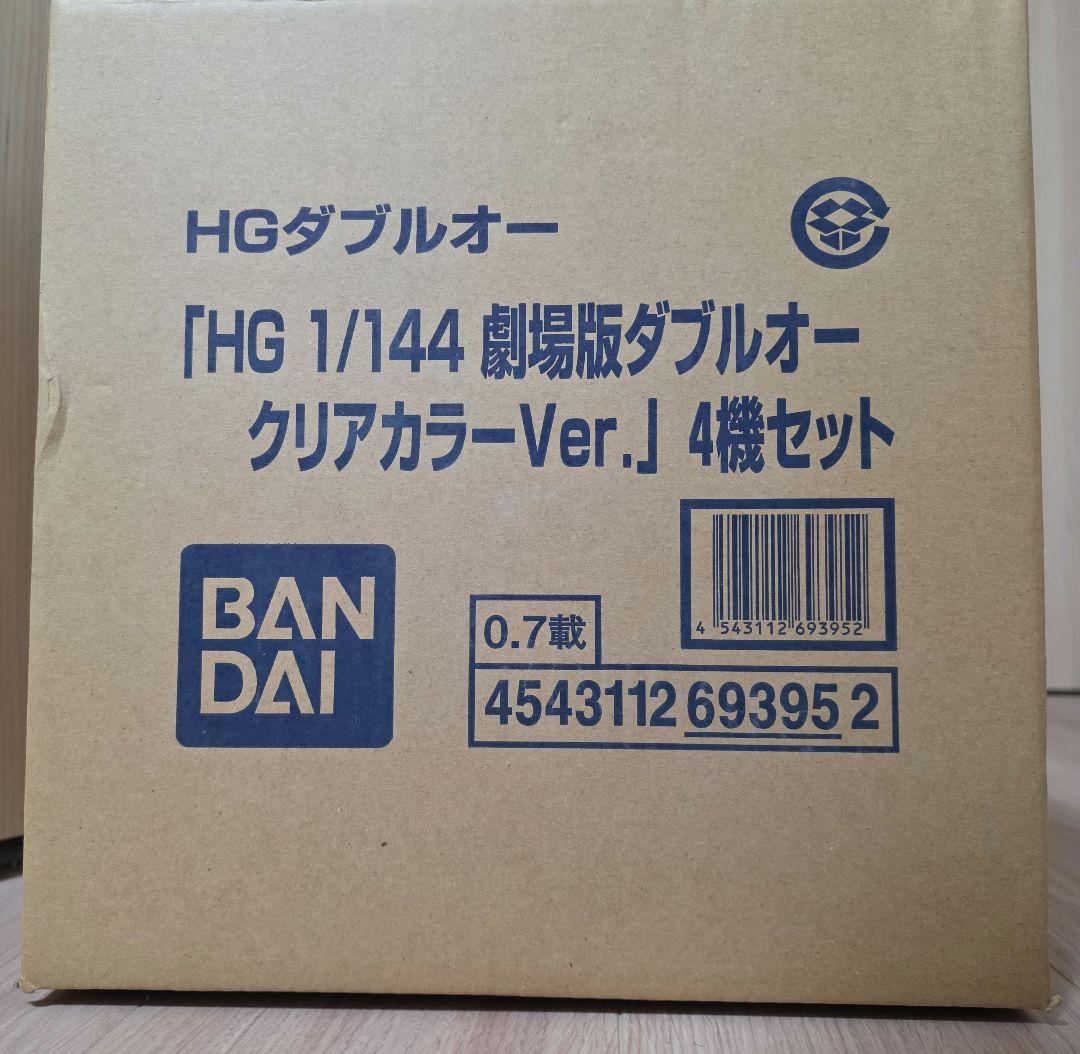 HGダブルオー
「HG 1/144 劇場版ダブルオー
クリアカラーVer.」 4機セット
4 543112 693952
BAN
DAI
0.7載
4543112 69395 2